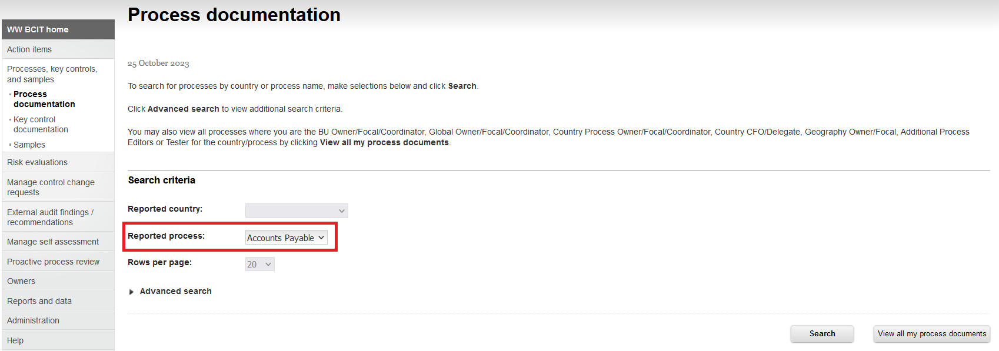 Process documentation
WW BCIT home
Action items
Processes, key controls,
and samples
Process
documentation
Key control
documentation
Samples
Risk evaluations
Manage control change
requests
External audit findings /
recommendations
Manage self assessment
Proactive process review
Owners
Reports and data
Administration
Help
25 October 2023
To search for processes by country or process name, make selections below and click Search.
Click Advanced search to view additional search criteria.
You may also view all processes where you are the BU Owner/Focal/Coordinator, Global Owner/Focal/Coordinator, Country Process Owner/Focal/Coordinator, Country CFO/Delegate, Geography Owner/Focal, Additional Process
Editors or Tester for the country/process by clicking View all my process documents.
Search criteria
Reported country:
Reported process: Accounts Payable
Rows per page: 20
Advanced search
Search View all my process documents